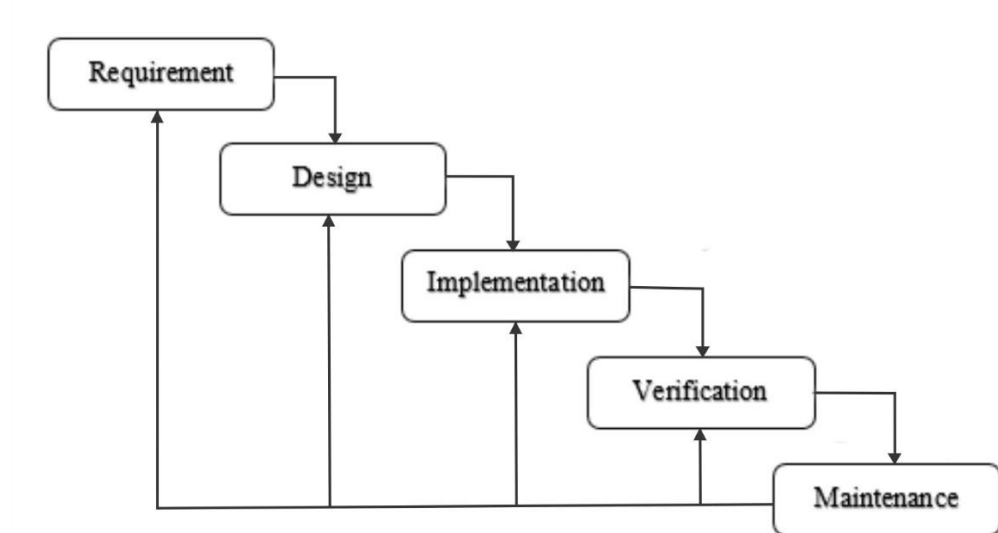 Requirement
Design
Implementation
Verification
Maintenance